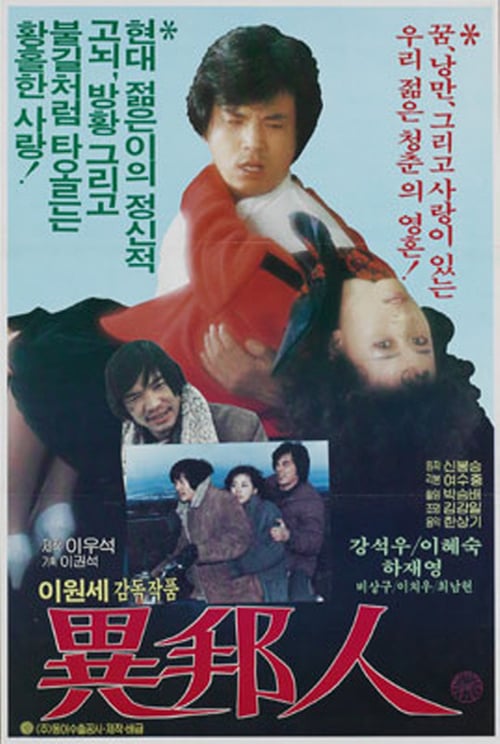 *꿈, 낭만, 그리고 사랑이 있는
우리 젊은 청춘의 영혼!
*현대 젊은이의 정신적
고뇌, 방황 그리고
불길처럼 타오르는
황홀한 사랑!
원작 신봉승
각본 여수중
촬영 박승배
조명 김강일
음악 한상기
강석우/이혜숙
하재영
비상구/이치우/최남현
제작 이우석
기획 이권석
이원세 감독작품
異邦人
(주)동아수출공사·제작·배급